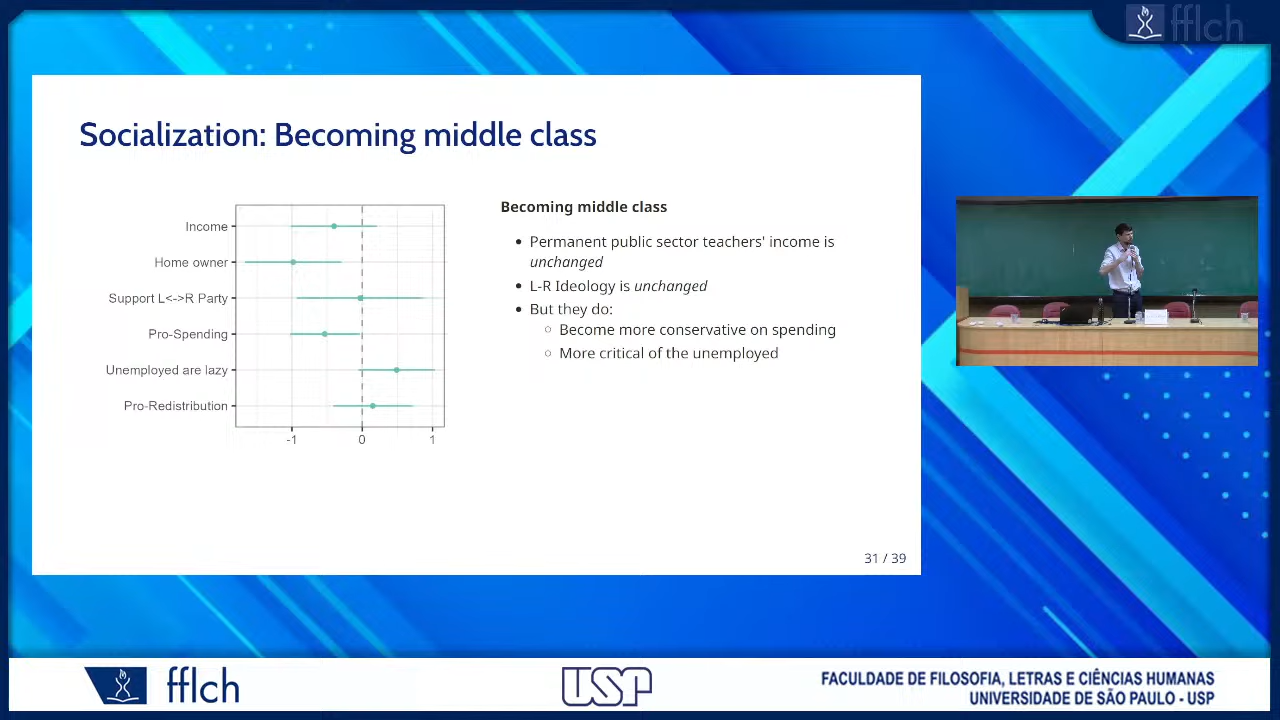 fflch
Socialization: Becoming middle class
Income
Home owner
Support L<->R Party
Pro-Spending
Unemployed are lazy
Pro-Redistribution
-1
0
1
Becoming middle class
• Permanent public sector teachers' income is
unchanged
• L-R Ideology is unchanged
• But they do:
○ Become more conservative on spending
○ More critical of the unemployed
31 / 39
fflch
USP
FACULDADE DE FILOSOFIA, LETRAS E CIÊNCIAS HUMANAS
UNIVERSIDADE DE SÃO PAULO - USP